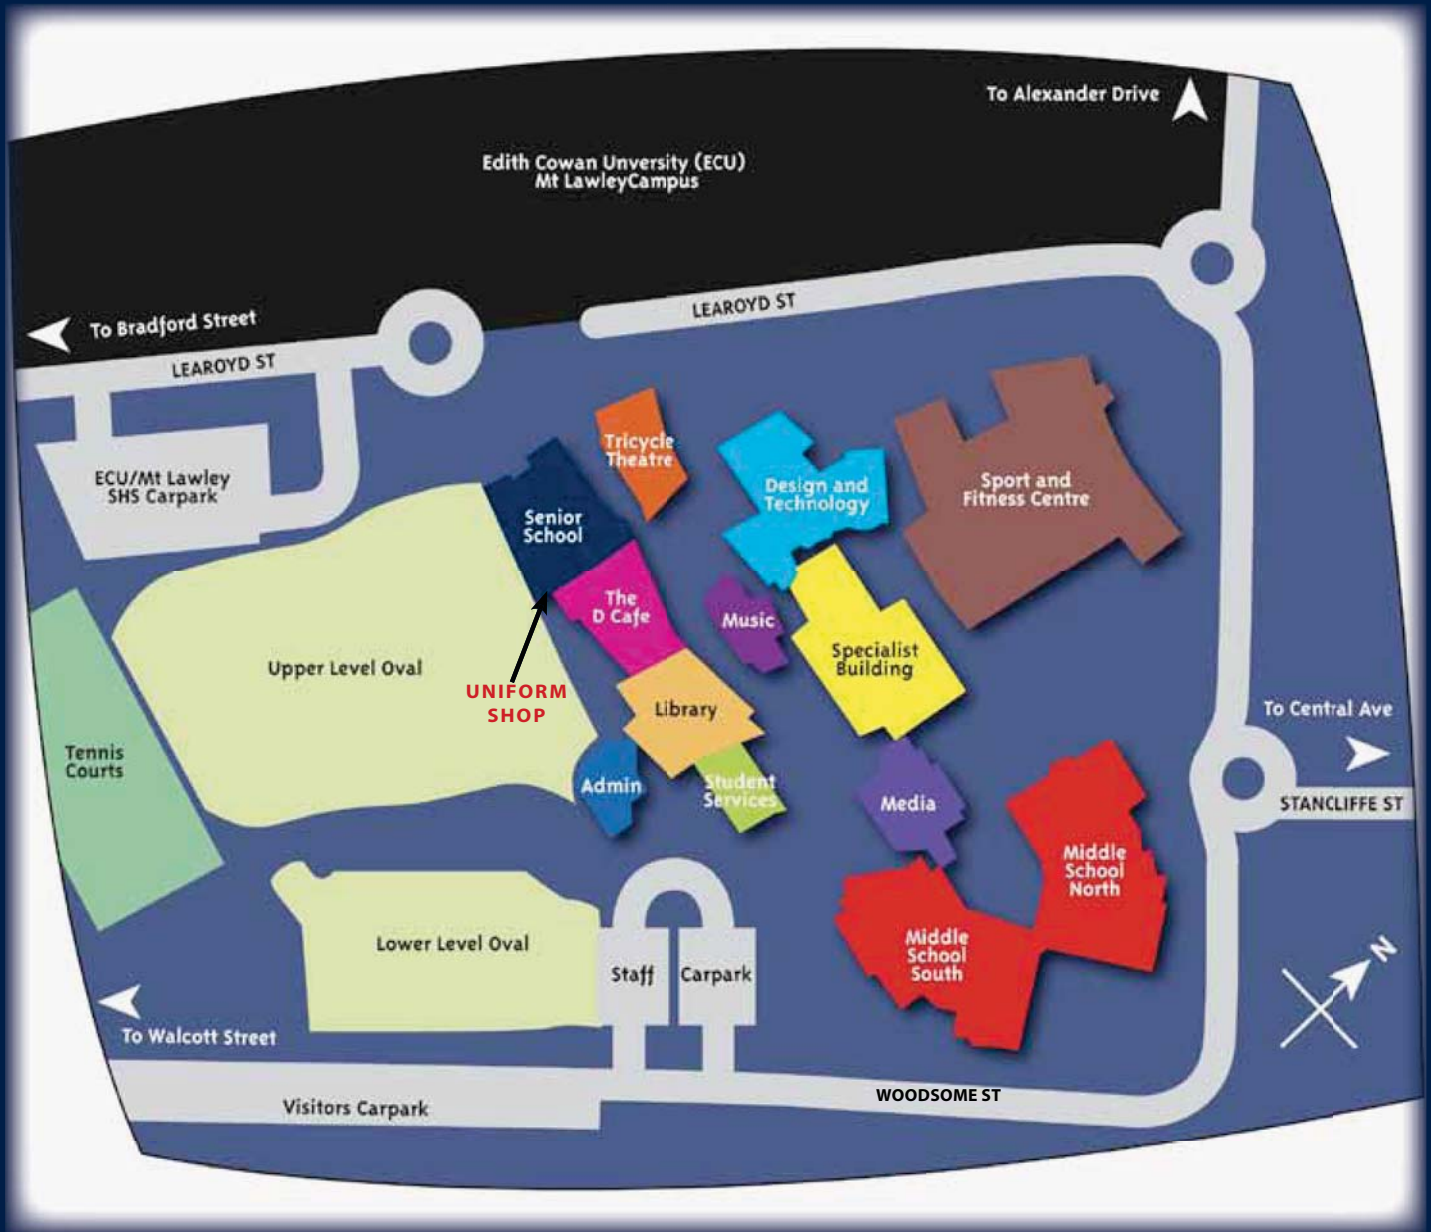 To Alexander Drive
Edith Cowan Unversity (ECU)
Mt LawleyCampus
To Bradford Street
LEAROYD ST
LEAROYD ST
ECU/Mt Lawley
SHS Carpark
Tricycle
Theatre
Design and
Technology
Sport and
Fitness Centre
Senior
School
The
D Cafe
Music
Specialist
Building
Upper Level Oval
UNIFORM
SHOP
Library
Tennis
Courts
Admin
Student
Services
Media
To Central Ave
STANCLIFFE ST
Middle
School
North
Middle
School
South
Lower Level Oval
Staff
Carpark
N
To Walcott Street
Visitors Carpark
WOODSOME ST